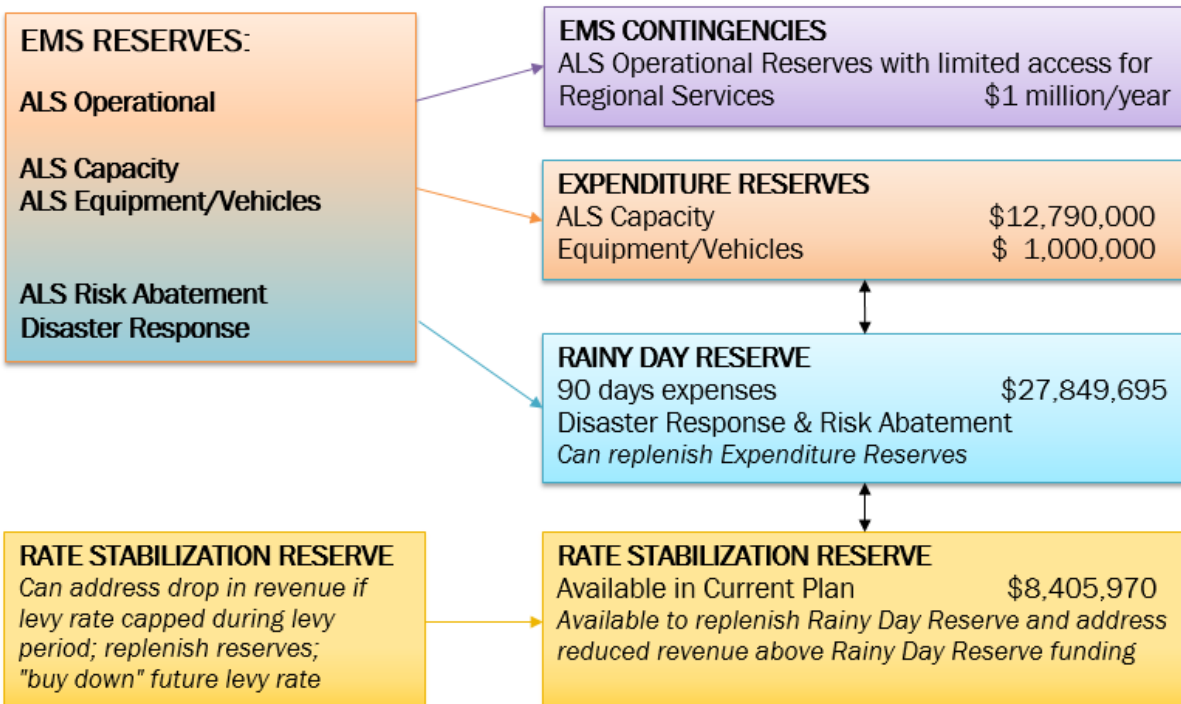 EMS RESERVES:
ALS Operational
ALS Capacity
ALS Equipment/Vehicles
ALS Risk Abatement
Disaster Response
EMS CONTINGENCIES
ALS Operational Reserves with limited access for
Regional Services $1 million/year
EXPENDITURE RESERVES
ALS Capacity $12,790,000
Equipment/Vehicles $ 1,000,000
RAINY DAY RESERVE
90 days expenses $27,849,695
Disaster Response & Risk Abatement
Can replenish Expenditure Reserves
RATE STABILIZATION RESERVE
Can address drop in revenue if
levy rate capped during levy
period; replenish reserves;
"buy down" future levy rate
RATE STABILIZATION RESERVE
Available in Current Plan $8,405,970
Available to replenish Rainy Day Reserve and address
reduced revenue above Rainy Day Reserve funding